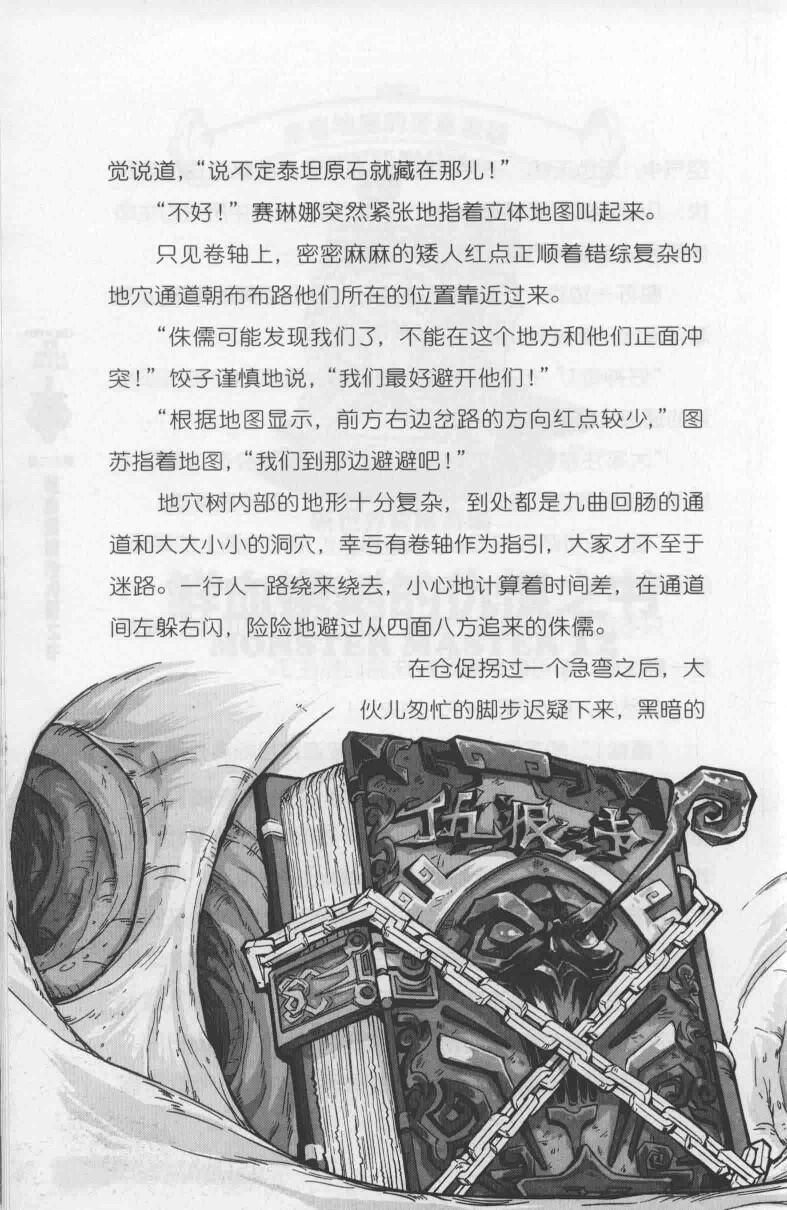 觉说道，“说不定泰坦原石就藏在那儿！”
“不好！”赛琳娜突然紧张地指着立体地图叫起来。
只见卷轴上，密密麻麻的矮人红点正顺着错综复杂的
地穴通道朝布布路他们所在的位置靠近过来。
“侏儒可能发现我们了，不能在这个地方和他们正面冲
突！”饺子谨慎地说，“我们最好避开他们！”
“根据地图显示，前方右边岔路的方向红点较少，”图
苏指着地图，“我们到那边避避吧！”
地穴树内部的地形十分复杂，到处都是九曲回肠的通
道和大大小小的洞穴，幸亏有卷轴作为指引，大家才不至于
迷路。一行人一路绕来绕去，小心地计算着时间差，在通道
间左躲右闪，险险地避过从四面八方追来的侏儒。
在仓促拐过一个急弯之后，大
伙儿匆忙的脚步迟疑下来，黑暗的